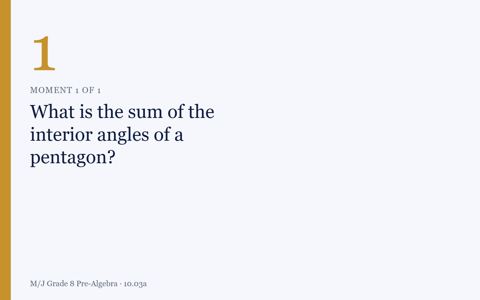 1
MOMENT 1 OF 1
What is the sum of the
interior angles of a
pentagon?
M/J Grade 8 Pre-Algebra · 10.03a